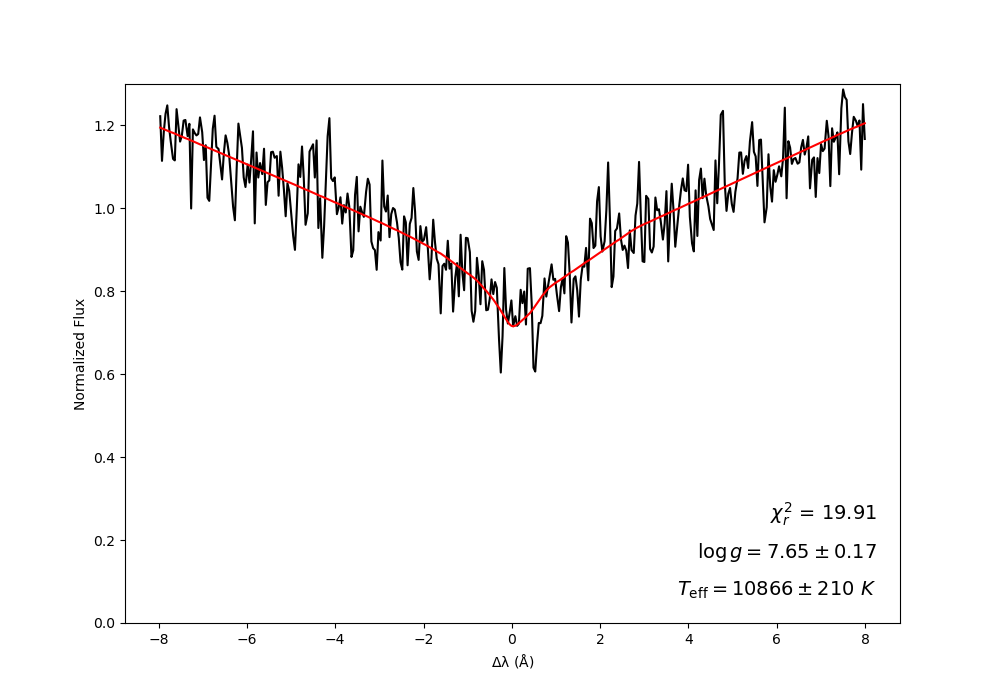 Normalized Flux
1.2
1.0
0.8
0.6
0.4
0.2
0.0
χ²ᵣ = 19.91
log g = 7.65 ± 0.17
T_eff = 10866 ± 210 K
−8 −6 −4 −2 0 2 4 6 8
Δλ (Å)